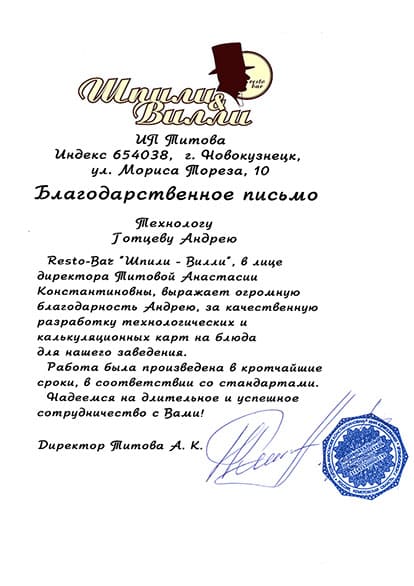 resto
bar
Шпили
&
Вилли
ИП Титова
Индекс 654038, г. Новокузнецк,
ул. Мориса Тореза, 10
Благодарственное письмо
Технологу
Готцеву Андрею
Resto-Bar "Шпили - Вилли", в лице
директора Титовой Анастасии
Константиновны, выражает огромную
благодарность Андрею, за качественную
разработку технологических и
калькуляционных карт на блюда
для нашего заведения.
Работа была произведена в кротчайшие
сроки, в соответствии со стандартами.
Надеемся на длительное и успешное
сотрудничество с Вами!
Директор Титова А. К.